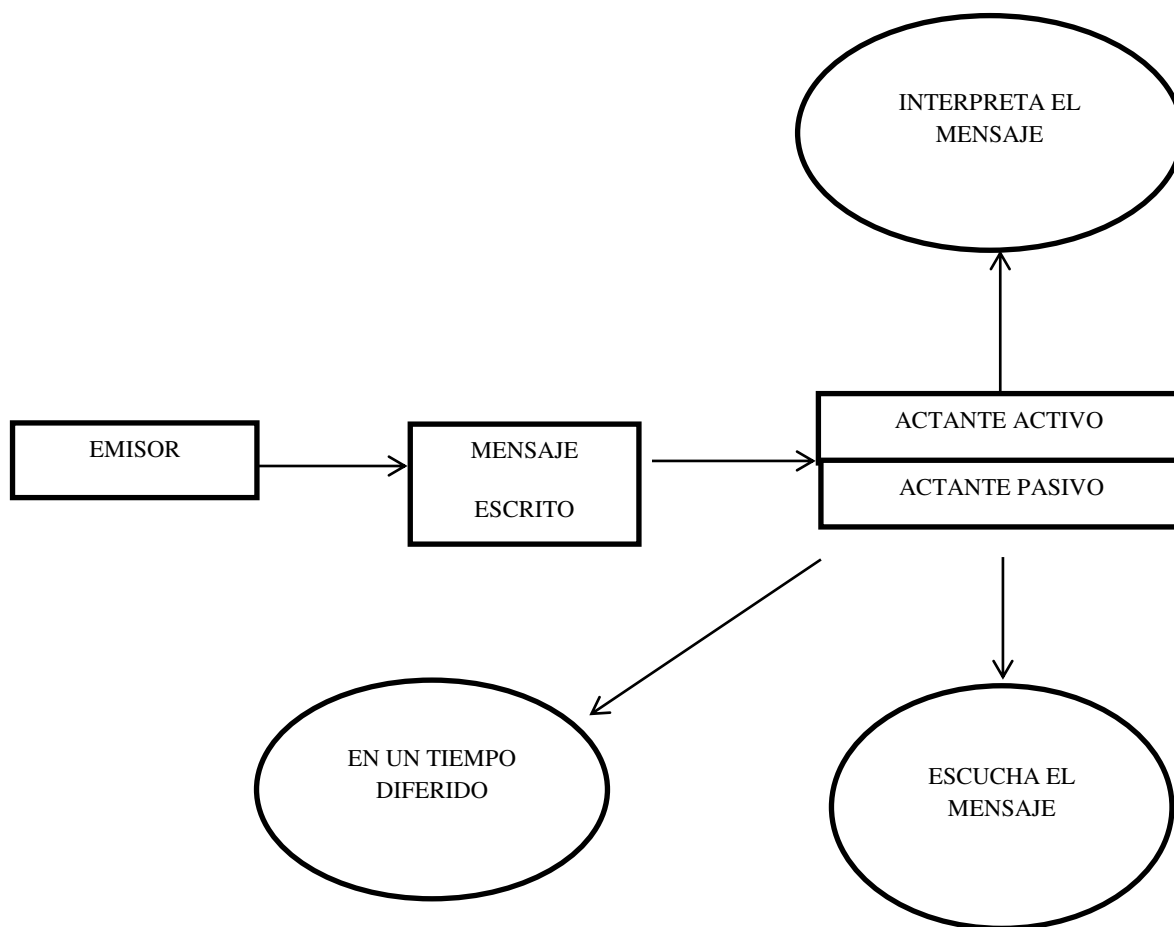 INTERPRETA EL
MENSAJE
EMISOR
MENSAJE
ESCRITO
ACTANTE ACTIVO
ACTANTE PASIVO
EN UN TIEMPO
DIFERIDO
ESCUCHA EL
MENSAJE